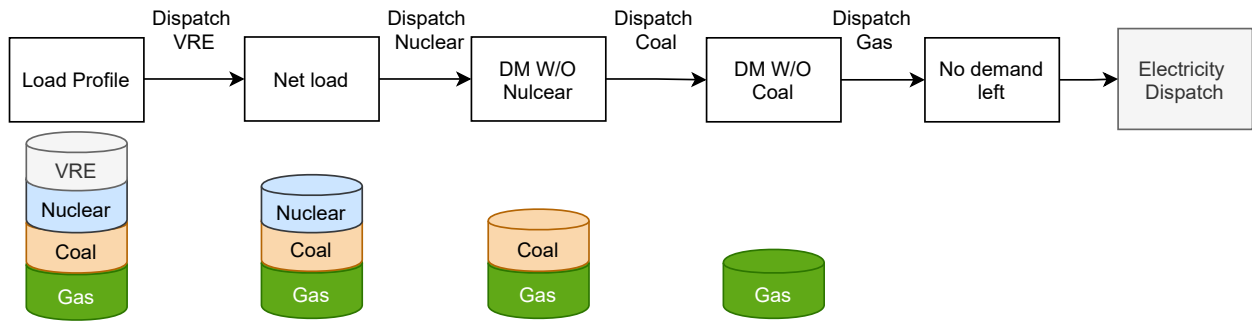 Dispatch
VRE
Dispatch
Nuclear
Dispatch
Coal
Dispatch
Gas
Load Profile
Net load
DM W/O
Nulcear
DM W/O
Coal
No demand
left
Electricity
Dispatch
VRE
Nuclear
Coal
Gas
Nuclear
Coal
Gas
Coal
Gas
Gas